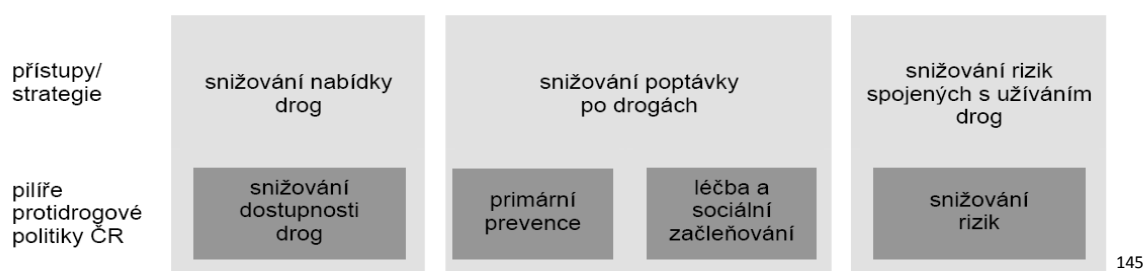 přístupy/
strategie
snižování nabídky
drog
snižování poptávky
po drogách
snižování rizik
spojených s užíváním
drog
pilíře
protidrogové
politiky ČR
snižování
dostupnosti
drog
primární
prevence
léčba a
sociální
začleňování
snižování
rizik
145